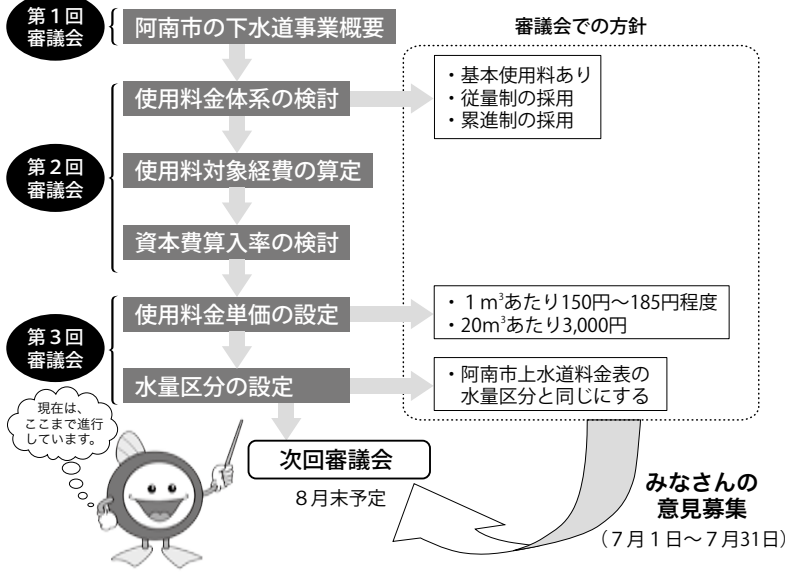 第１回
審議会
阿南市の下水道事業概要
審議会での方針
使用料金体系の検討
・基本使用料あり
・従量制の採用
・累進制の採用
第２回
審議会
使用料対象経費の算定
資本費算入率の検討
第３回
審議会
使用料金単価の設定
・１m³あたり150円～185円程度
・20m³あたり3,000円
水量区分の設定
・阿南市上水道料金表の
水量区分と同じにする
現在は、
ここまで進行
しています。
次回審議会
８月末予定
みなさんの
意見募集
（７月１日～７月31日）